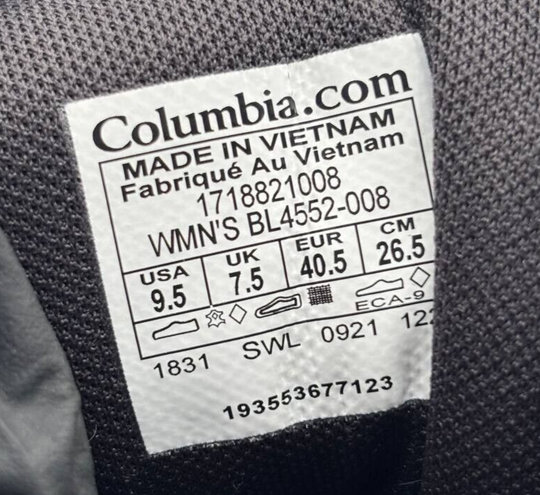 Columbia.com
MADE IN VIETNAM
Fabriqué Au Vietnam
1718821008
WMN'S BL4552-008
USA UK EUR CM
9.5 7.5 40.5 26.5
ECA-9
1831 SWL 0921
193553677123